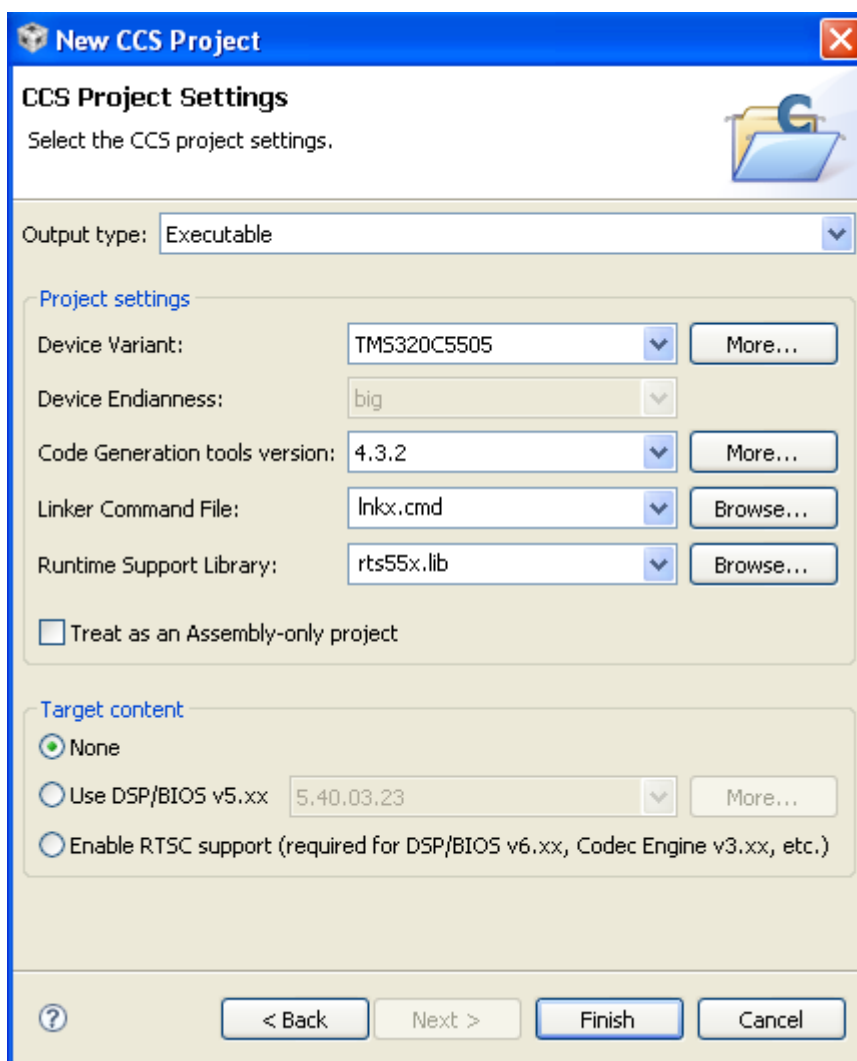 New CCS Project
CCS Project Settings
Select the CCS project settings.
Output type: Executable
Project settings
Device Variant: TMS320C5505 More...
Device Endianness: big
Code Generation tools version: 4.3.2 More...
Linker Command File: lnkx.cmd Browse...
Runtime Support Library: rts55x.lib Browse...
Treat as an Assembly-only project
Target content
None
Use DSP/BIOS v5.xx 5.40.03.23 More...
Enable RTSC support (required for DSP/BIOS v6.xx, Codec Engine v3.xx, etc.)
? < Back Next > Finish Cancel